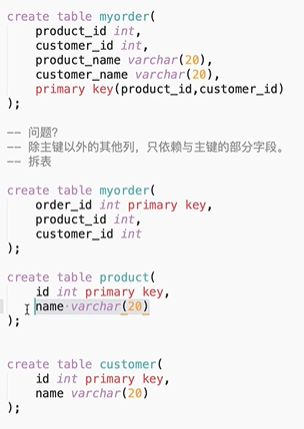 create table myorder(
    product_id int,
    customer_id int,
    product_name varchar(20),
    customer_name varchar(20),
    primary key(product_id,customer_id)
);
-- 问题？
-- 除主键以外的其他列，只依赖与主键的部分字段。
-- 拆表
create table myorder(
    order_id int primary key,
    product_id int,
    customer_id int
);
create table product(
    id int primary key,
    name varchar(20)
);
create table customer(
    id int primary key,
    name varchar(20)
);